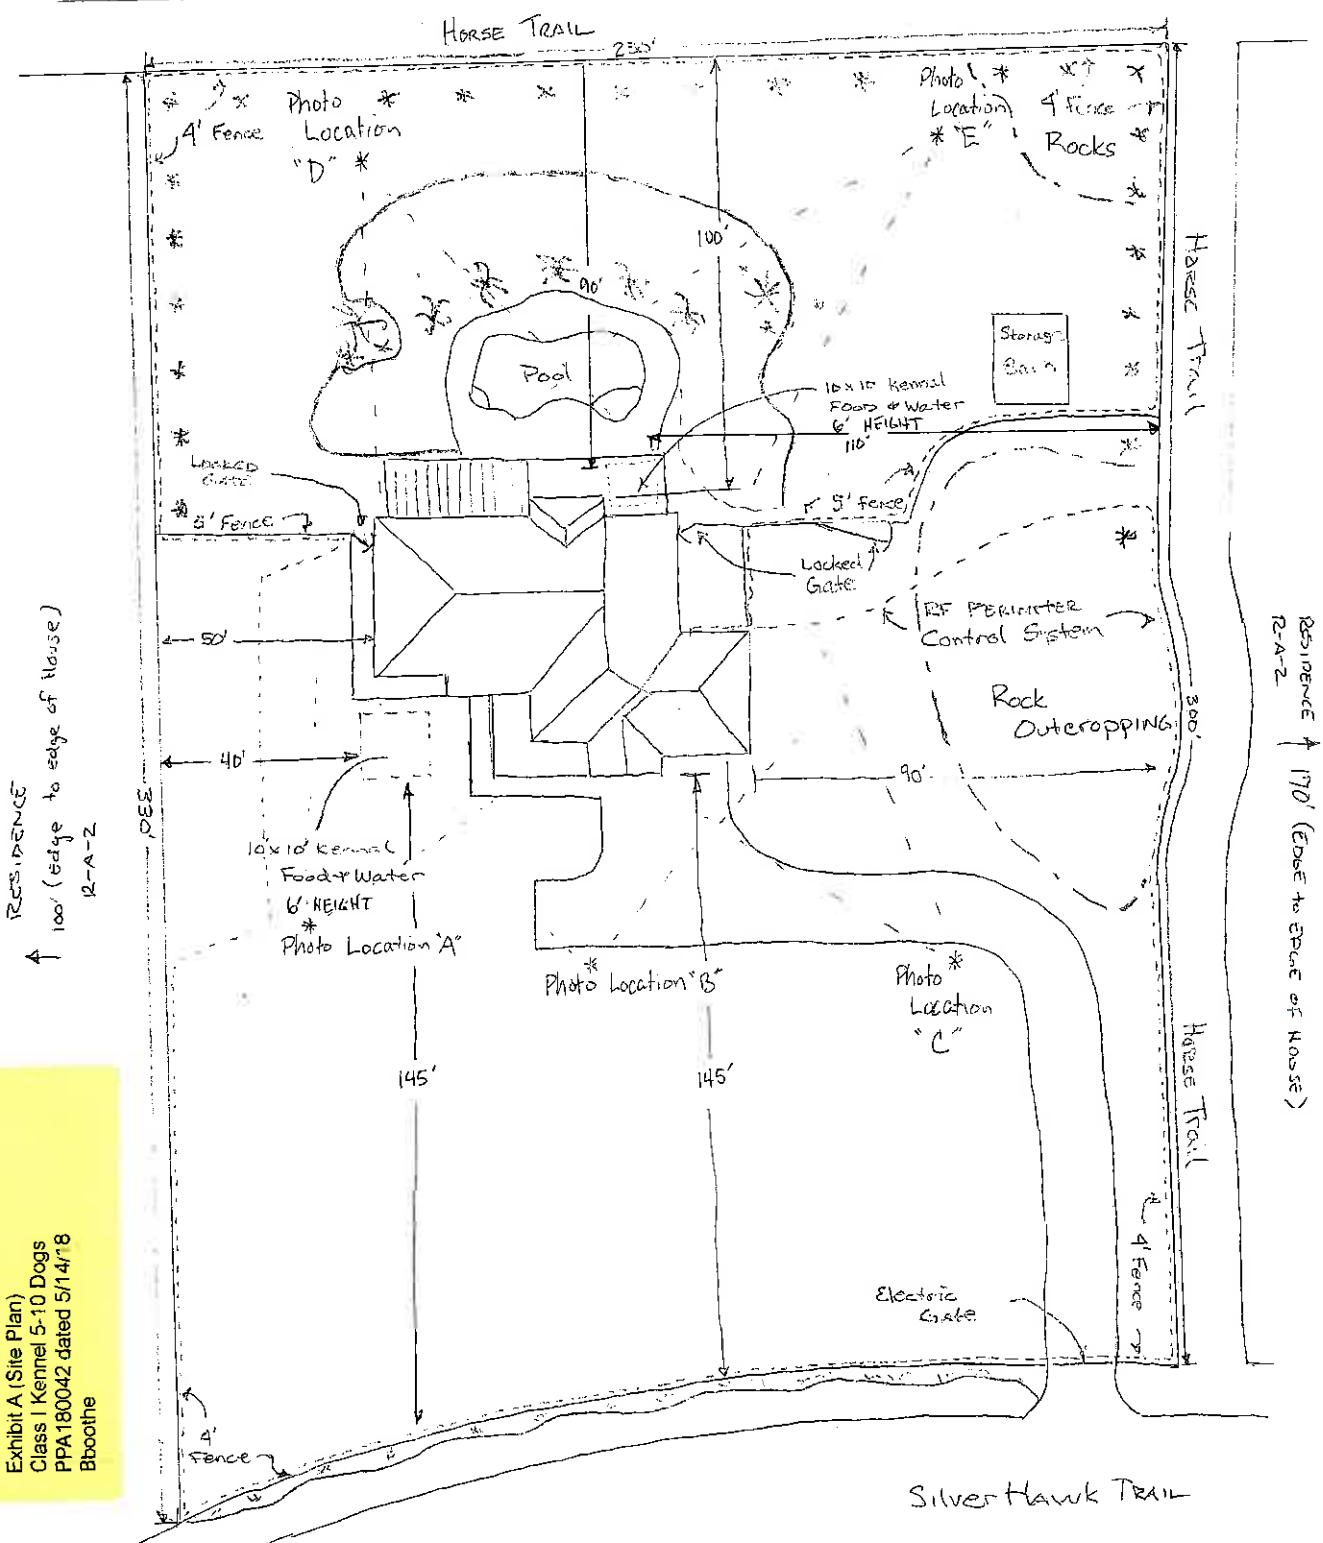 HORSE TRAIL
230'
4' Fence
Photo
Location
"D" *
Photo
Location
* "E"
4' Fence
Rocks
100'
90'
Horse Trail
Pool
Storage
Barn
10x10 Kennal
Food & Water
6' HEIGHT
110'
LOCKED
GATE
5' Fence
5' fence
Locked
Gate
RF PERIMETER
Control System
50'
Rock
Outcropping
300'
40'
90'
330'
RESIDENCE
100' (Edge to edge of House)
R-A-2
RESIDENCE
R-A-2
170' (EDGE to EDGE OF HOUSE)
10'x10' Kennal
Food & Water
6' HEIGHT
*
Photo Location "A"
*
Photo Location "B"
Photo *
Location
"C"
145'
145'
Horse Trail
4' Fence
Electric
Gate
4'
Fence
Silver Hawk TRAIL
Exhibit A (Site Plan)
Class I Kennel 5-10 Dogs
PPA180042 dated 5/14/18
Bboothe